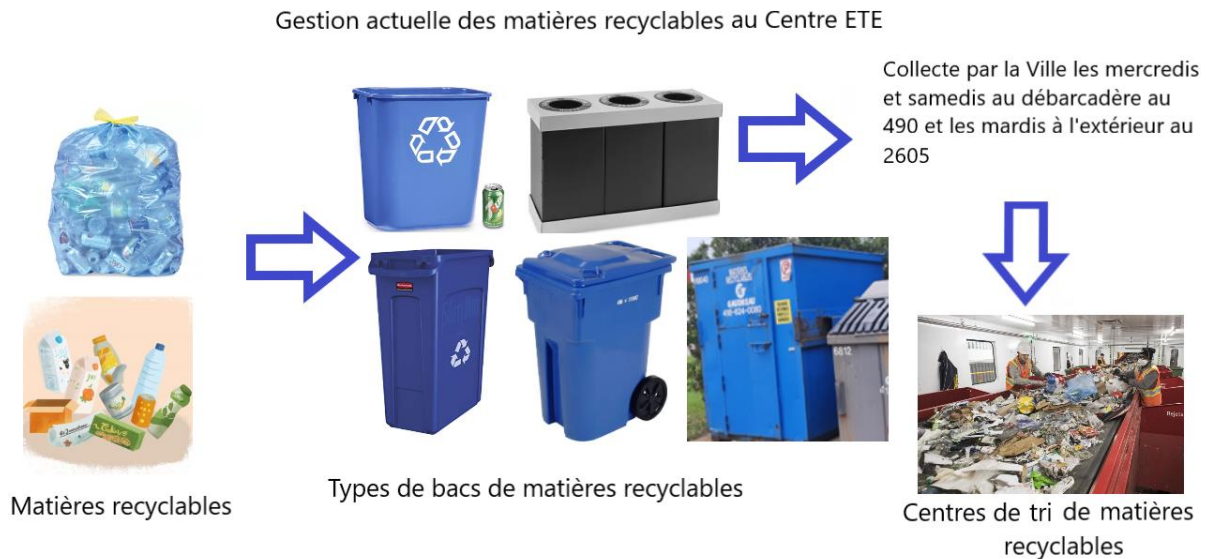 Gestion actuelle des matières recyclables au Centre ETE
Collecte par la Ville les mercredis
et samedis au débarcadère au
490 et les mardis à l'extérieur au
2605
6812
Matières recyclables
Types de bacs de matières recyclables
Centres de tri de matières
recyclables